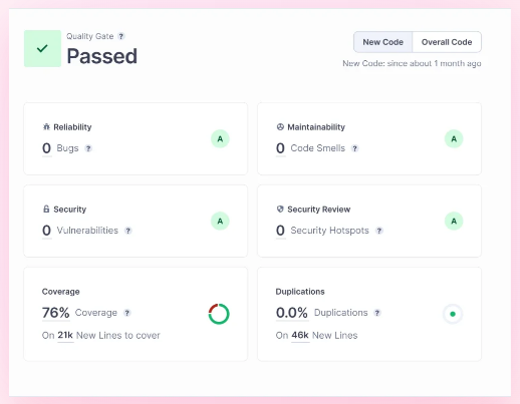 Quality Gate ?
Passed
New Code Overall Code
New Code: since about 1 month ago
Reliability
0 Bugs ?
A
Maintainability
0 Code Smells ?
A
Security
0 Vulnerabilities ?
A
Security Review
0 Security Hotspots ?
A
Coverage
76% Coverage ?
On 21k New Lines to cover
Duplications
0.0% Duplications ?
On 46k New Lines